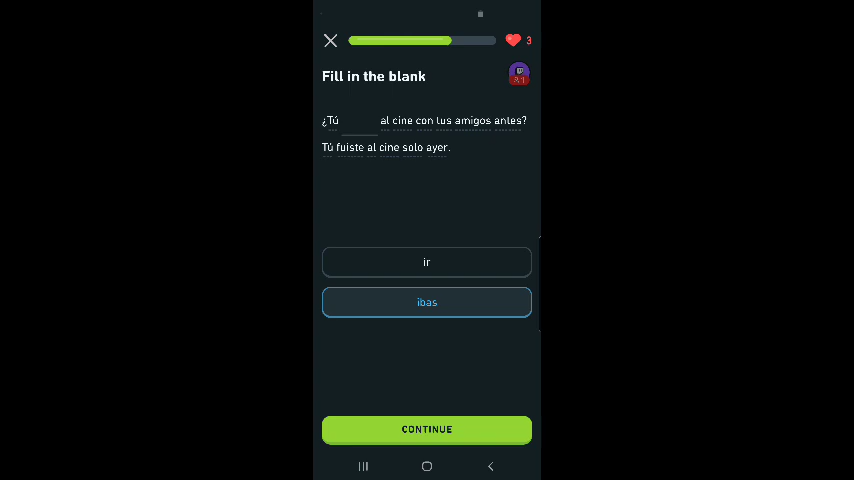 3
Fill in the blank
¿Tú ______ al cine con tus amigos antes?
Tú fuiste al cine solo ayer.
ir
ibas
CONTINUE